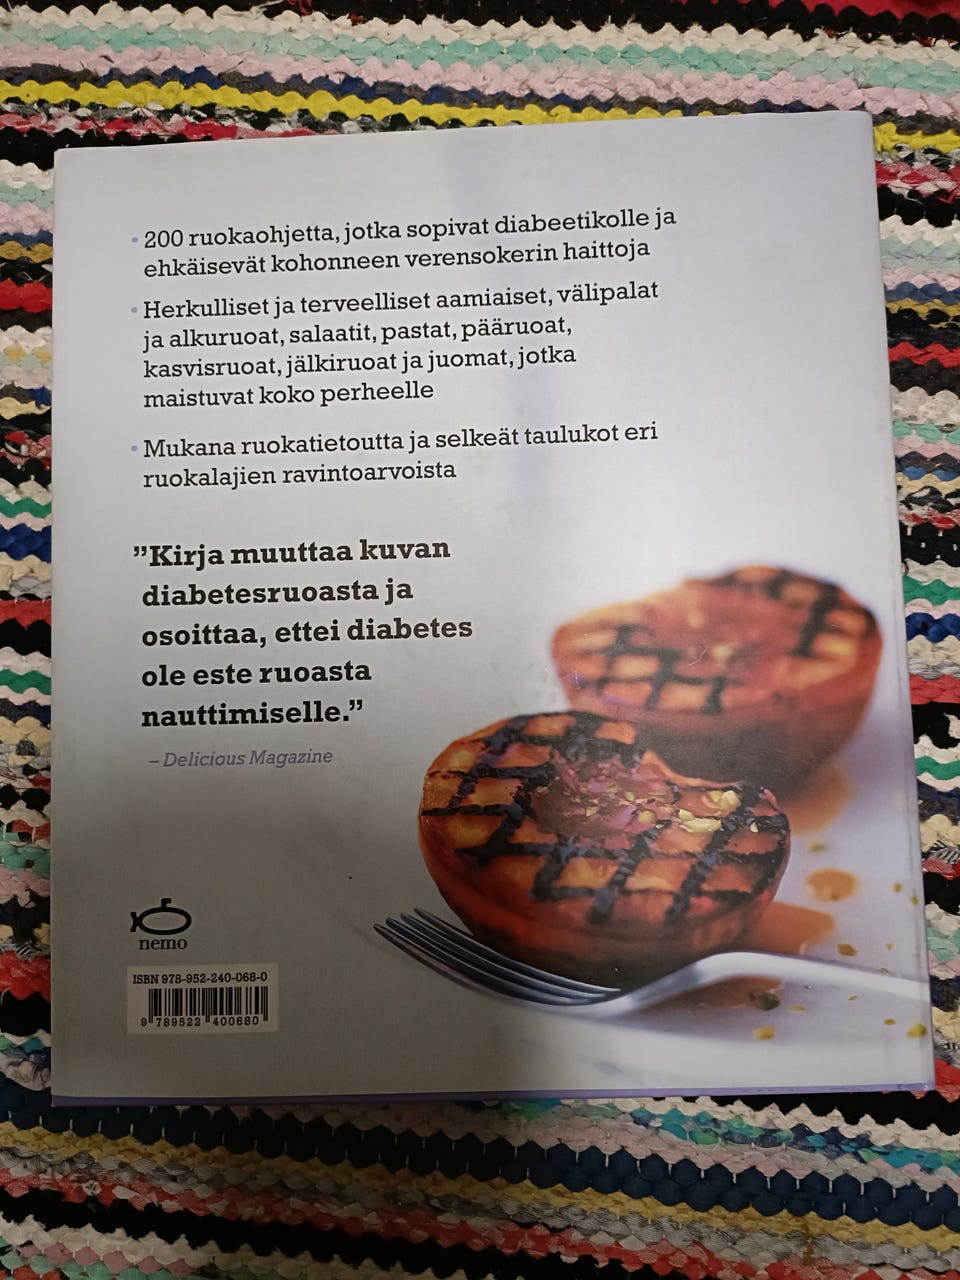 • 200 ruokaohjetta, jotka sopivat diabeetikolle ja
ehkäisevät kohonneen verensokerin haittoja
• Herkulliset ja terveelliset aamiaiset, välipalat
ja alkuruoat, salaatit, pastat, pääruoat,
kasvisruoat, jälkiruoat ja juomat, jotka
maistuvat koko perheelle
• Mukana ruokatietoutta ja selkeät taulukot eri
ruokalajien ravintoarvoista
”Kirja muuttaa kuvan
diabetesruoasta ja
osoittaa, ettei diabetes
ole este ruoasta
nauttimiselle.”
– Delicious Magazine
nemo
ISBN 978-952-240-068-0
9 789522 400680